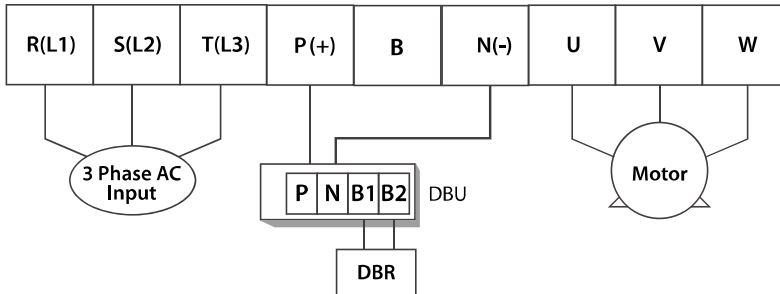 R(L1) S(L2) T(L3) P(+) B N(-) U V W
3 Phase AC
Input
P N B1 B2 DBU
Motor
DBR